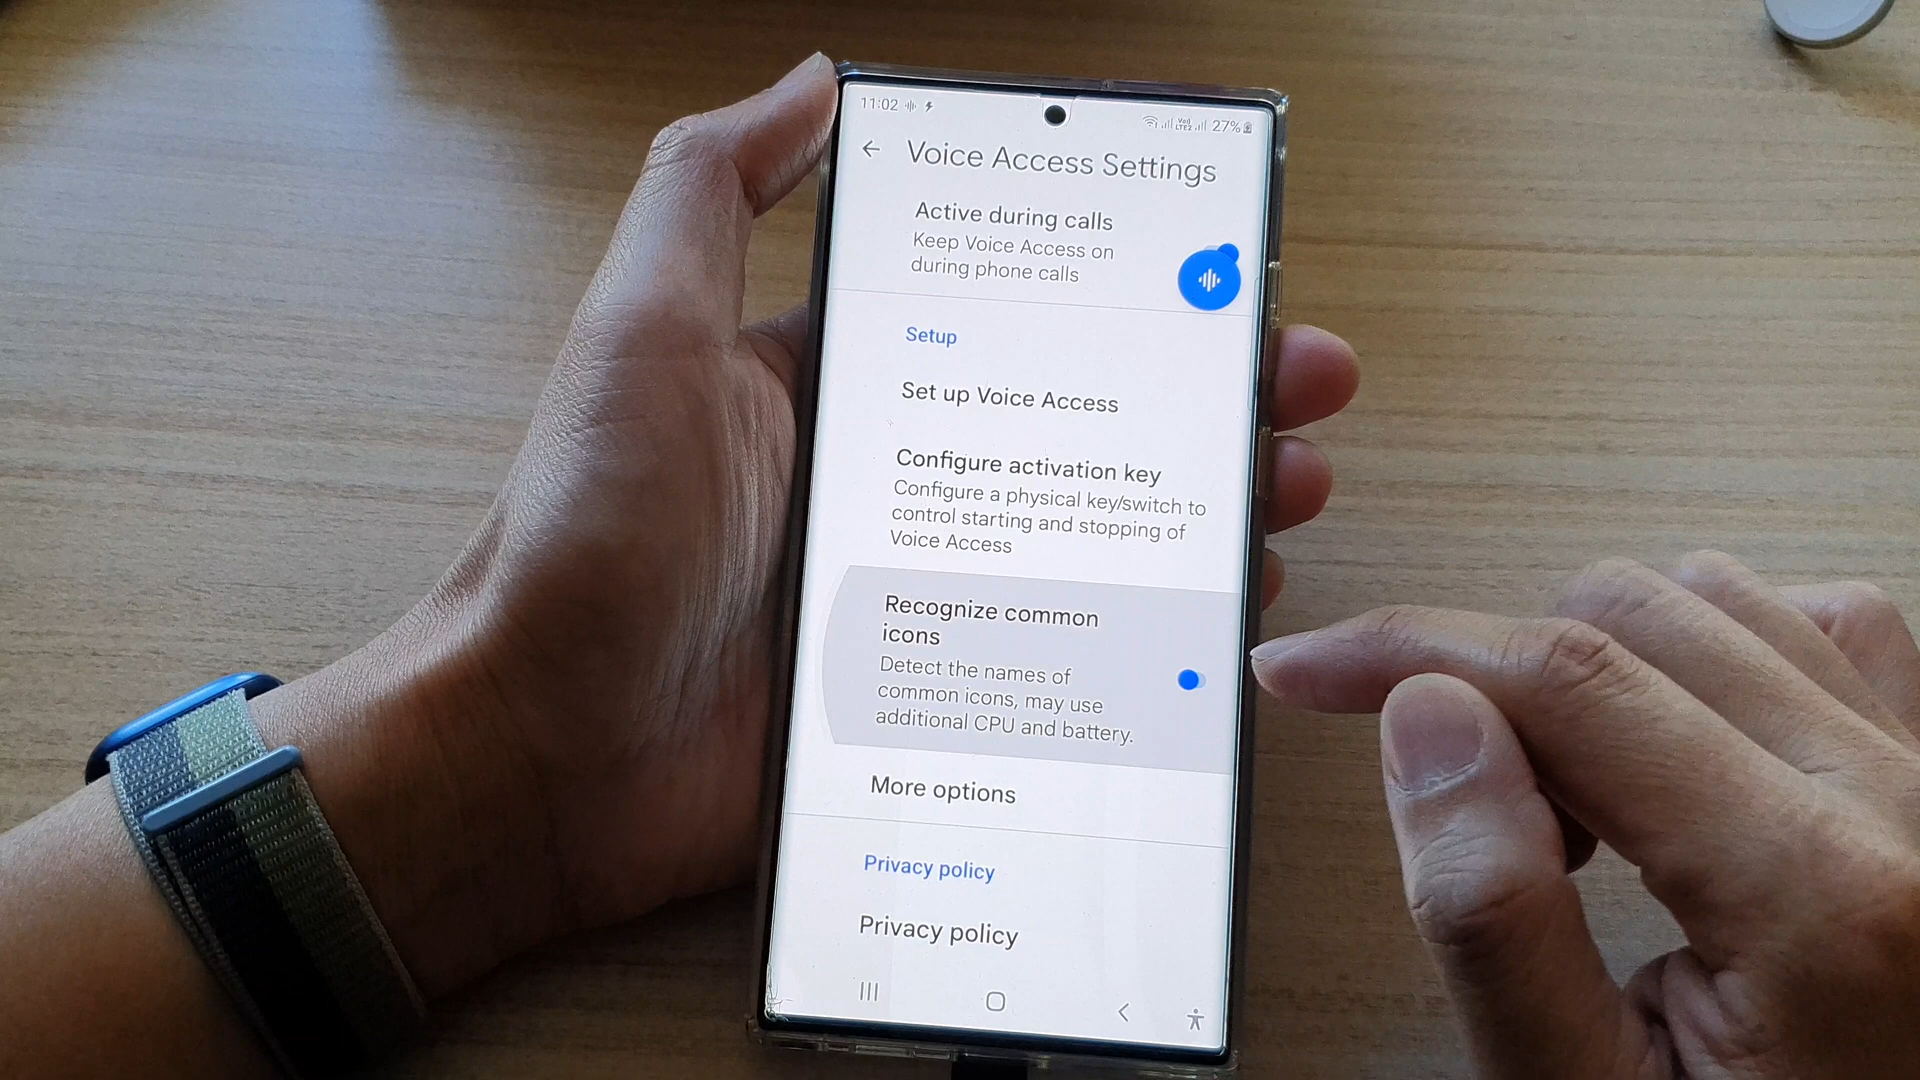 11:02
Vo)
LTE2
27%
Voice Access Settings
Active during calls
Keep Voice Access on
during phone calls
Setup
Set up Voice Access
Configure activation key
Configure a physical key/switch to
control starting and stopping of
Voice Access
Recognize common
icons
Detect the names of
common icons, may use
additional CPU and battery.
More options
Privacy policy
Privacy policy